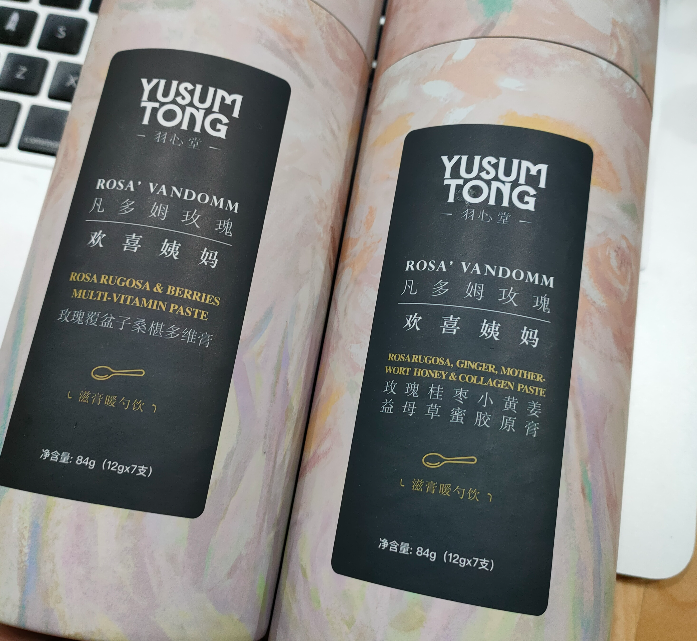 YUSUM
TONG
— 羽心堂 —
ROSA' VANDOMM
凡多姆玫瑰
欢喜姨妈
ROSA RUGOSA & BERRIES
MULTI-VITAMIN PASTE
玫瑰覆盆子桑椹多维膏
滋膏暖勺饮
净含量: 84g (12gx7支)
YUSUM
TONG
— 羽心堂 —
ROSA' VANDOMM
凡多姆玫瑰
欢喜姨妈
ROSA RUGOSA, GINGER, MOTHER-
WORT HONEY & COLLAGEN PASTE
玫瑰桂枣小黄姜
益母草蜜胶原膏
滋膏暖勺饮
净含量: 84g (12gx7支)
A
S
Z
X